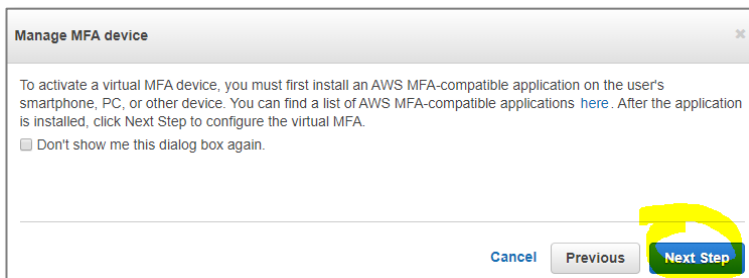 Manage MFA device
To activate a virtual MFA device, you must first install an AWS MFA-compatible application on the user's
smartphone, PC, or other device. You can find a list of AWS MFA-compatible applications here. After the application
is installed, click Next Step to configure the virtual MFA.
Don't show me this dialog box again.
Cancel Previous Next Step